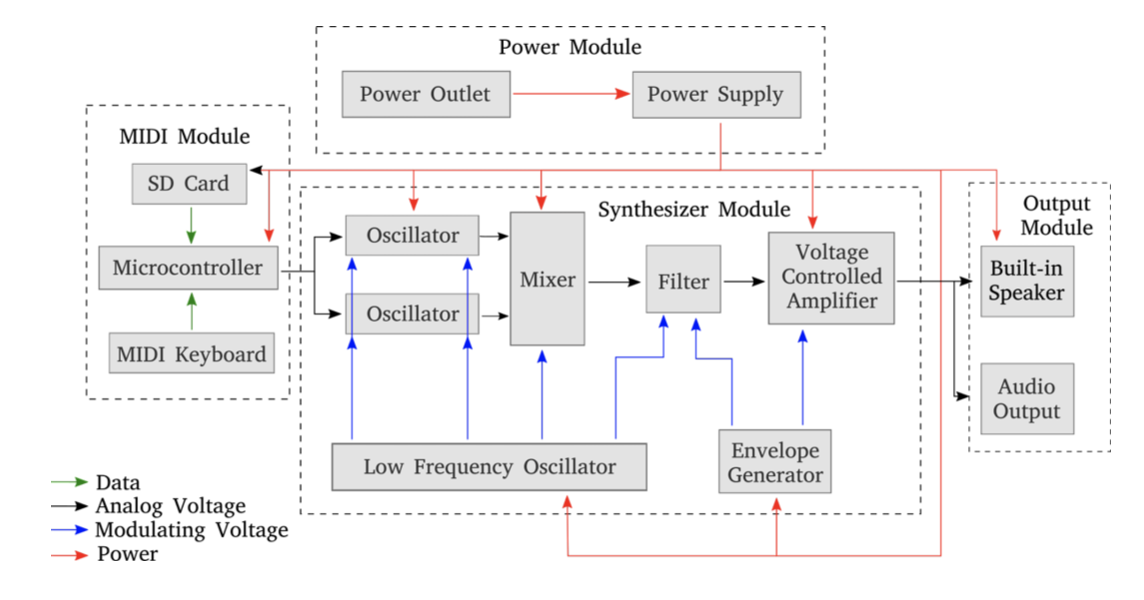 Power Module
Power Outlet
Power Supply
MIDI Module
SD Card
Microcontroller
MIDI Keyboard
Synthesizer Module
Oscillator
Oscillator
Mixer
Filter
Voltage
Controlled
Amplifier
Low Frequency Oscillator
Envelope
Generator
Output
Module
Built-in
Speaker
Audio
Output
Data
Analog Voltage
Modulating Voltage
Power